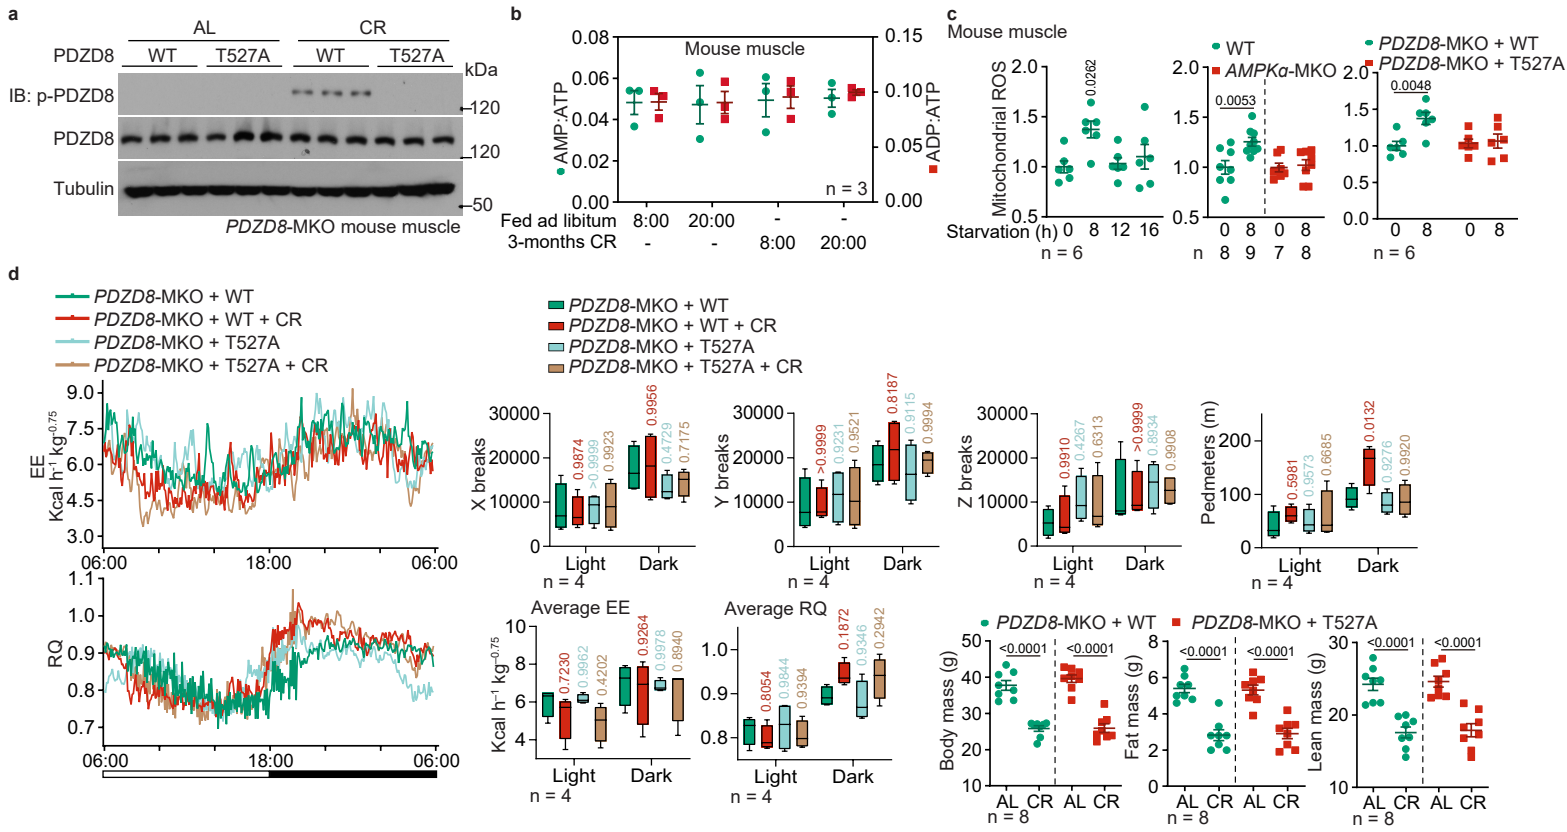 a
AL
CR
PDZD8
WT
T527A
WT
T527A
kDa
IB: p-PDZD8
120
PDZD8
120
Tubulin
50
PDZD8-MKO mouse muscle
b
Mouse muscle
AMP:ATP
0.08
0.06
0.04
0.02
0.00
ADP:ATP
0.15
0.10
0.05
0.00
n = 3
Fed ad libitum
8:00
20:00
-
-
3-months CR
-
-
8:00
20:00
c
Mouse muscle
Mitochondrial ROS
2.0
1.5
1.0
0.5
0.0262
Starvation (h)
0
8
12
16
n = 6
WT
AMPKα-MKO
2.0
1.5
1.0
0.5
0.0053
0
8
0
8
n
8
9
7
8
PDZD8-MKO + WT
PDZD8-MKO + T527A
2.0
1.5
1.0
0.5
0.0
0.0048
0
8
0
8
n = 6
d
PDZD8-MKO + WT
PDZD8-MKO + WT + CR
PDZD8-MKO + T527A
PDZD8-MKO + T527A + CR
EE
Kcal h⁻¹ kg⁻⁰·⁷⁵
9.0
7.5
6.0
4.5
3.0
06:00
18:00
06:00
RQ
1.1
1.0
0.9
0.8
0.7
06:00
18:00
06:00
PDZD8-MKO + WT
PDZD8-MKO + WT + CR
PDZD8-MKO + T527A
PDZD8-MKO + T527A + CR
X breaks
30000
20000
10000
0
0.9874
>0.9999
0.9923
0.9956
0.4729
0.7175
Light
Dark
n = 4
Y breaks
30000
20000
10000
0
>0.9999
0.9231
0.9521
0.8187
0.9115
0.9994
Light
Dark
n = 4
Z breaks
30000
20000
10000
0
0.9910
0.4267
0.6313
>0.9999
0.8934
0.9908
Light
Dark
n = 4
Pedmeters (m)
200
100
0
0.5981
0.9573
0.6685
0.0132
0.9276
0.9920
Light
Dark
n = 4
Average EE
Kcal h⁻¹ kg⁻⁰·⁷⁵
10
8
6
4
0.7230
0.9962
0.4202
0.9264
0.9978
0.8940
Light
Dark
n = 4
Average RQ
1.0
0.9
0.8
0.8054
0.9844
0.9394
0.1872
0.9346
0.2942
Light
Dark
PDZD8-MKO + WT
PDZD8-MKO + T527A
Body mass (g)
50
40
30
20
10
<0.0001
<0.0001
AL
CR
AL
CR
n = 8
Fat mass (g)
8
6
4
2
0
<0.0001
<0.0001
AL
CR
AL
CR
n = 8
Lean mass (g)
30
20
10
<0.0001
<0.0001
AL
CR
AL
CR
n = 8